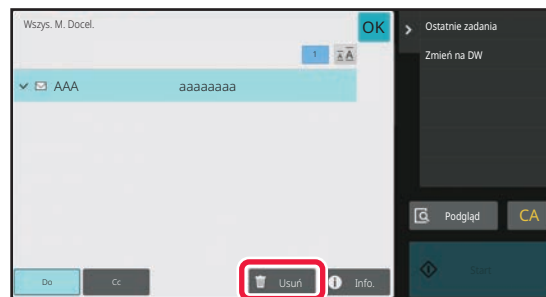 Wszys. M. Docel.
OK
1
AAA aaaaaaaa
Do
Cc
Usuń
Info.
Ostatnie zadania
Zmień na DW
Podgląd
CA
Start